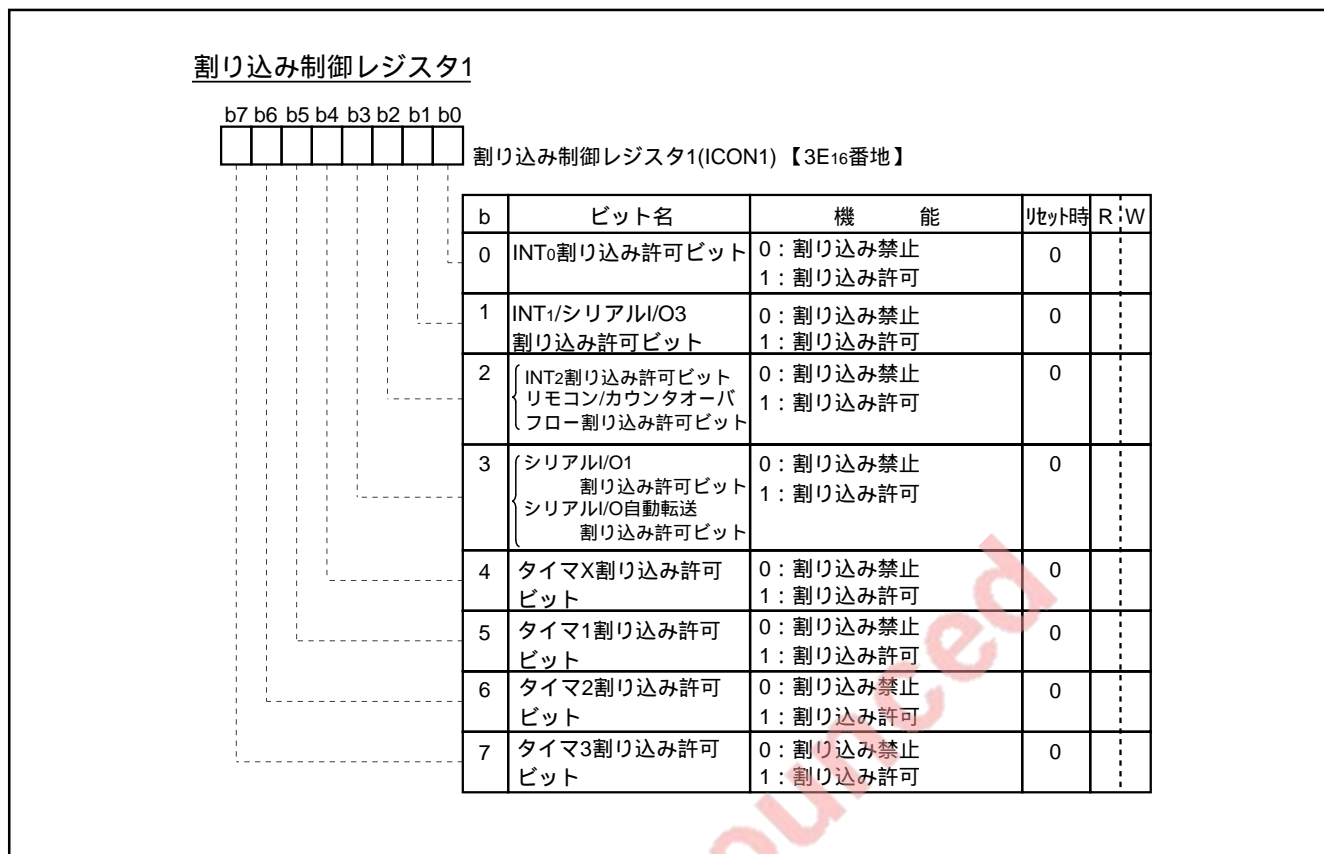 割り込み制御レジスタ1
b7 b6 b5 b4 b3 b2 b1 b0
割り込み制御レジスタ1(ICON1)【3E16番地】
b ビット名 機 能 リセット時 R W
0 INT0割り込み許可ビット 0：割り込み禁止 0
1：割り込み許可
1 INT1/シリアルI/O3 0：割り込み禁止 0
割り込み許可ビット 1：割り込み許可
2 INT2割り込み許可ビット 0：割り込み禁止 0
リモコン/カウンタオーバ 1：割り込み許可
フロー割り込み許可ビット
3 シリアルI/O1 0：割り込み禁止 0
割り込み許可ビット 1：割り込み許可
シリアルI/O自動転送
割り込み許可ビット
4 タイマX割り込み許可 0：割り込み禁止 0
ビット 1：割り込み許可
5 タイマ1割り込み許可 0：割り込み禁止 0
ビット 1：割り込み許可
6 タイマ2割り込み許可 0：割り込み禁止 0
ビット 1：割り込み許可
7 タイマ3割り込み許可 0：割り込み禁止 0
ビット 1：割り込み許可
ounced